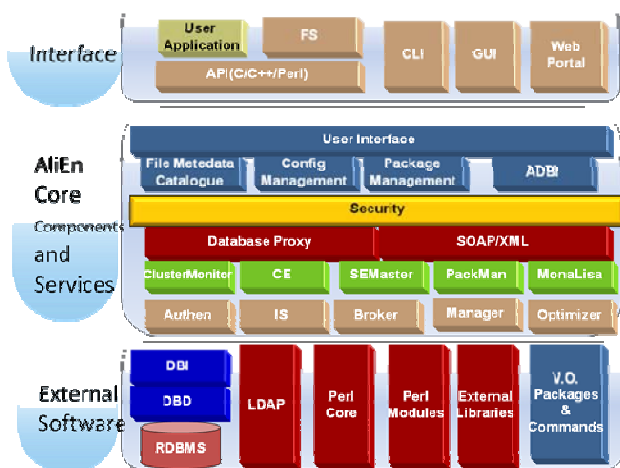 Interface
User
Application
FS
API(C/C++/Perl)
CLI
GUI
Web
Portal
AliEn
Core
Components
and
Services
User Interface
File Metedata
Catalogue
Config
Management
Package
Management
ADBI
Security
Database Proxy
SOAP/XML
ClusterMonitor
CE
SEMaster
PackMan
MonaLisa
Authen
IS
Broker
Manager
Optimizer
External
Software
DBI
DBD
RDBMS
LDAP
Perl
Core
Perl
Modules
External
Libraries
V.O.
Packages
&
Commands